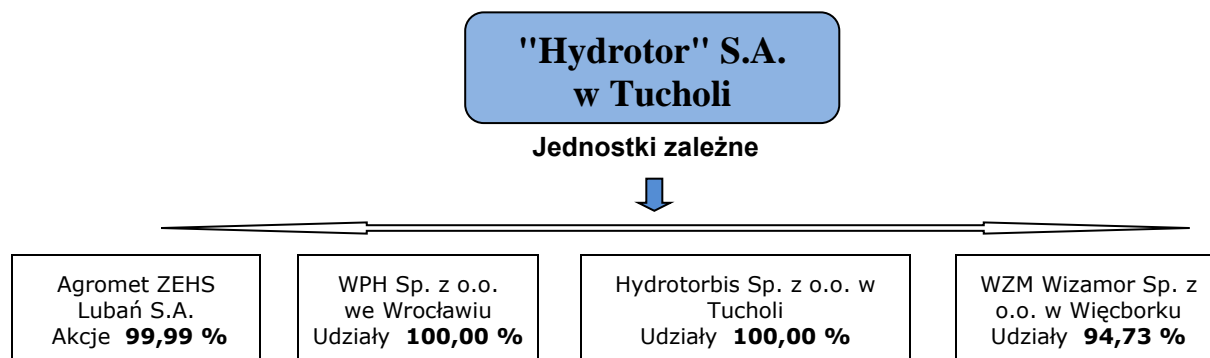 "Hydrotor" S.A.
w Tucholi
Jednostki zależne
Agromet ZEHS
Lubań S.A.
Akcje 99,99 %
WPH Sp. z o.o.
we Wrocławiu
Udziały 100,00 %
Hydrotorbis Sp. z o.o. w
Tucholi
Udziały 100,00 %
WZM Wizamor Sp. z
o.o. w Więcborku
Udziały 94,73 %